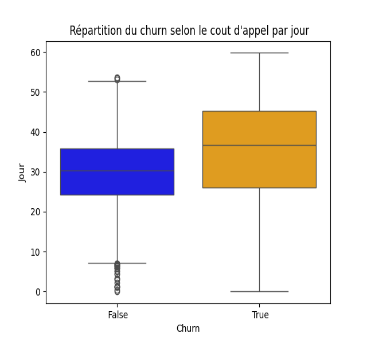 Répartition du churn selon le cout d'appel par jour
60
50
40
30
20
10
0
Jour
False
True
Churn